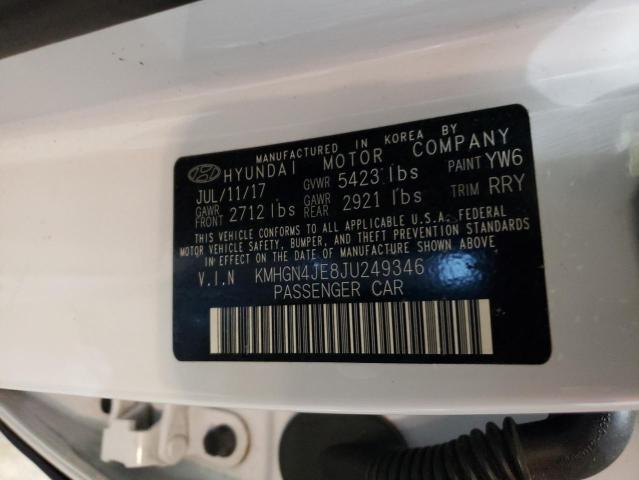 MANUFACTURED IN KOREA BY
HYUNDAI MOTOR COMPANY
JUL/11/17 GVWR 5423 lbs PAINT YW6
GAWR FRONT 2712 lbs GAWR REAR 2921 lbs TRIM RRY
THIS VEHICLE CONFORMS TO ALL APPLICABLE U.S.A. FEDERAL
MOTOR VEHICLE SAFETY, BUMPER, AND THEFT PREVENTION STANDARDS
IN EFFECT ON THE DATE OF MANUFACTURE SHOWN ABOVE.
V.I.N KMHGN4JE8JU249346
PASSENGER CAR